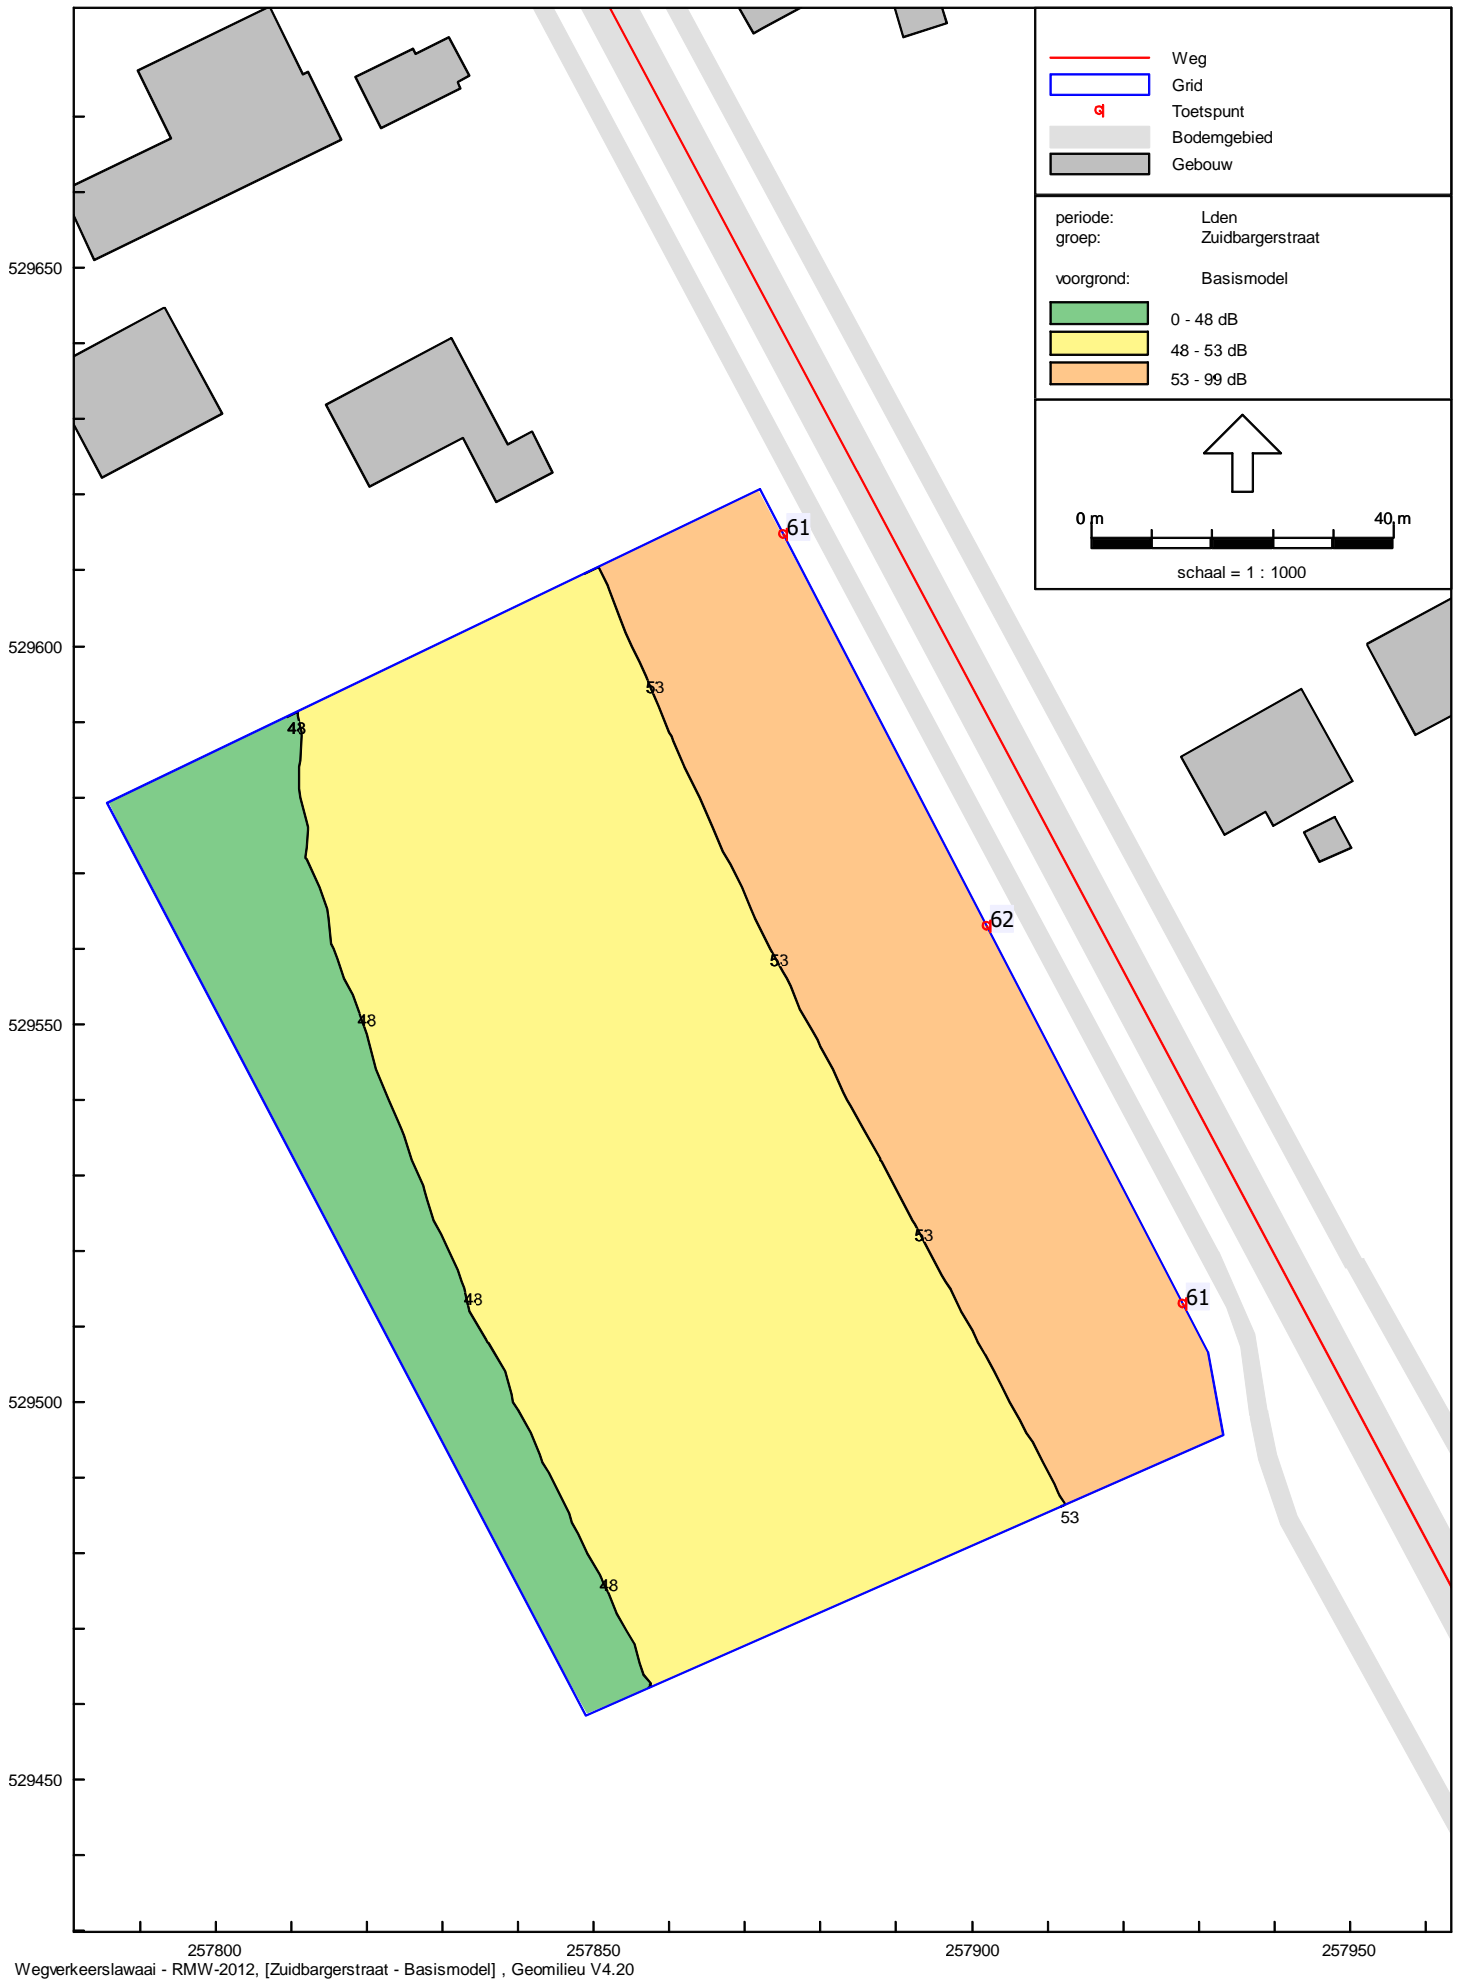 Weg
Grid
Toetspunt
Bodemgebied
Gebouw
periode: Lden
groep: Zuidbargerstraat
voorgrond: Basismodel
0 - 48 dB
48 - 53 dB
53 - 99 dB
0 m 40 m
schaal = 1 : 1000
529650
61
529600
53
48
62
53
529550
48
53
48
61
529500
53
48
529450
257800 257850 257900 257950
Wegverkeerslawaai - RMW-2012, [Zuidbargerstraat - Basismodel] , Geomilieu V4.20